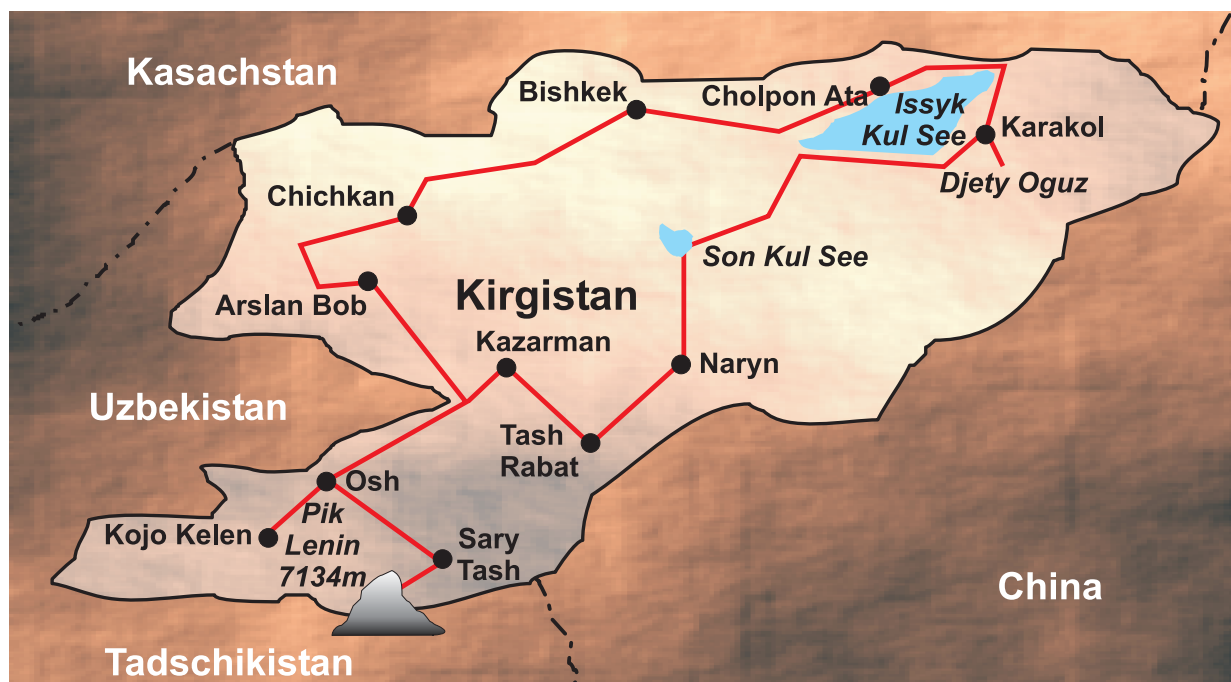 Kasachstan
Bishkek
Cholpon Ata
Issyk
Kul See
Karakol
Djety Oguz
Chichkan
Son Kul See
Arslan Bob
Kirgistan
Kazarman
Naryn
Uzbekistan
Tash
Rabat
Osh
Pik
Lenin
7134m
Kojo Kelen
Sary
Tash
China
Tadschikistan